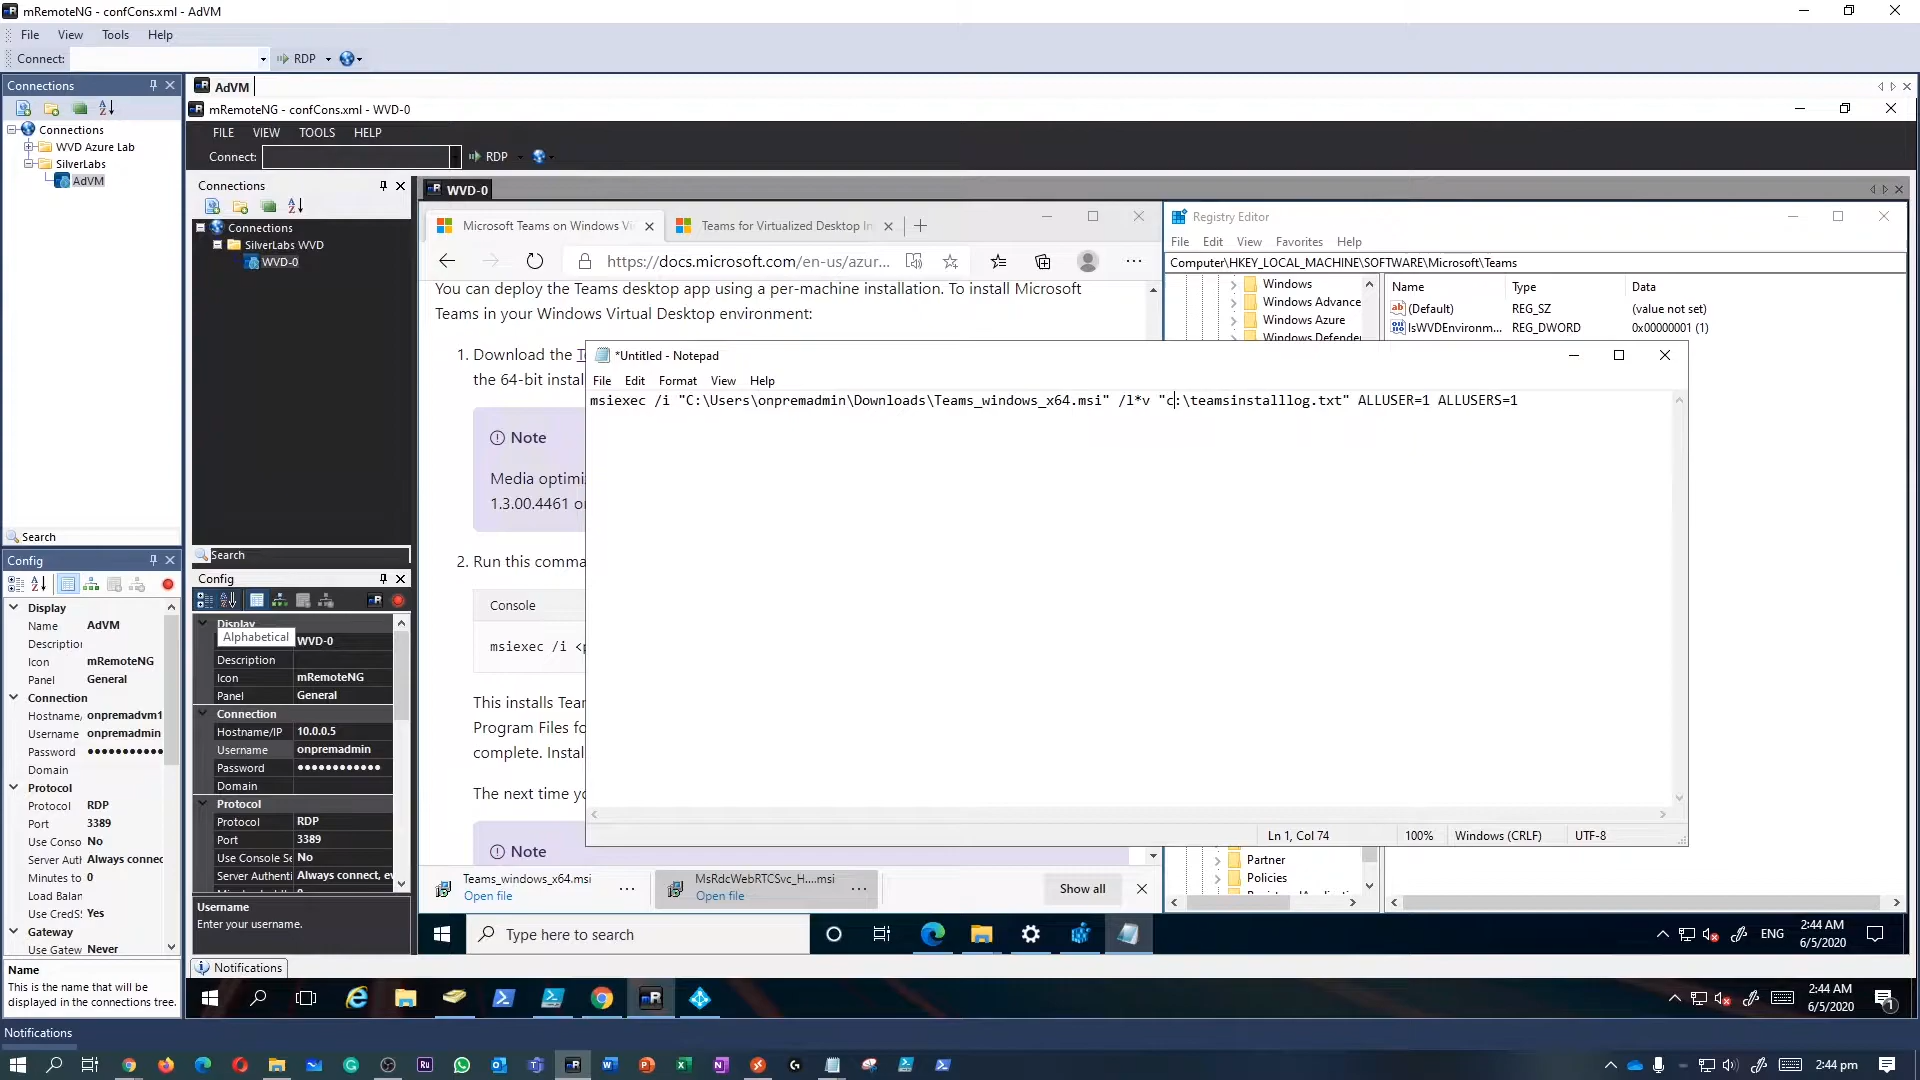 mRemoteNG - confCons.xml - AdVM
File View Tools Help
Connect: RDP
Connections
Connections
WVD Azure Lab
SilverLabs
AdVM
Search
Config
Display
Name AdVM
Description
Icon mRemoteNG
Panel General
Connection
Hostname, onpremadvm1
Username onpremadmin
Password ●●●●●●●●●●●
Domain
Protocol
Protocol RDP
Port 3389
Use Conso No
Server Auth Always connec
Minutes to 0
Load Balan
Use CredS! Yes
Gateway
Use Gatew Never
Name
This is the name that will be
displayed in the connections tree.
Notifications
AdVM
mRemoteNG - confCons.xml - WVD-0
FILE VIEW TOOLS HELP
Connect: RDP
Connections
Connections
SilverLabs WVD
WVD-0
Search
Config
Display
Alphabetical WVD-0
Description
Icon mRemoteNG
Panel General
Connection
Hostname/IP 10.0.0.5
Username onpremadmin
Password ●●●●●●●●●●●●
Domain
Protocol
Protocol RDP
Port 3389
Use Console Se No
Server Authenti Always connect, ev
Username
Enter your username.
Notifications
WVD-0
Microsoft Teams on Windows Vi
Teams for Virtualized Desktop In
https://docs.microsoft.com/en-us/azur...
You can deploy the Teams desktop app using a per-machine installation. To install Microsoft
Teams in your Windows Virtual Desktop environment:
1. Download the Te
the 64-bit instal
Note
Media optimiz
1.3.00.4461 or
2. Run this comma
Console
msiexec /i <p
This installs Tear
Program Files fo
complete. Instal
The next time yo
Note
Teams_windows_x64.msi
Open file
MsRdcWebRTCSvc_H....msi
Open file
Show all
*Untitled - Notepad
File Edit Format View Help
msiexec /i "C:\Users\onpremadmin\Downloads\Teams_windows_x64.msi" /l*v "c:\teamsinstalllog.txt" ALLUSER=1 ALLUSERS=1
Ln 1, Col 74 100% Windows (CRLF) UTF-8
Registry Editor
File Edit View Favorites Help
Computer\HKEY_LOCAL_MACHINE\SOFTWARE\Microsoft\Teams
Windows
Windows Advance
Windows Azure
Windows Defender
Partner
Policies
Name Type Data
(Default) REG_SZ (value not set)
IsWVDEnvironm... REG_DWORD 0x00000001 (1)
Type here to search
ENG
2:44 AM
6/5/2020
2:44 AM
6/5/2020
1
2:44 pm